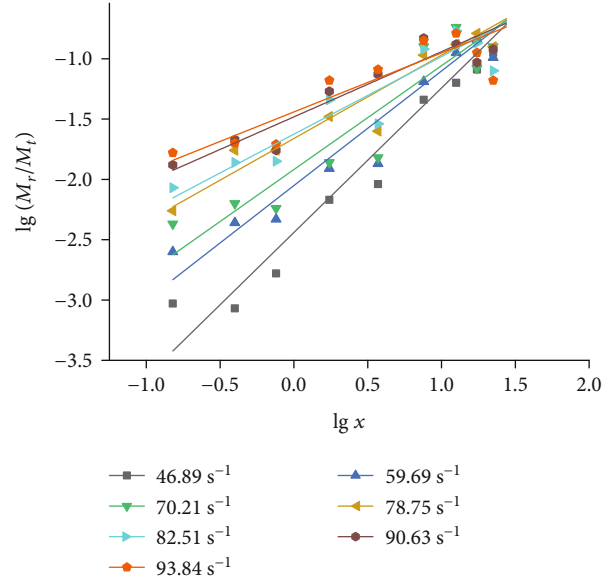 lg (Mᵣ/Mₜ)
−1.0
−1.5
−2.0
−2.5
−3.0
−3.5
−1.0 −0.5 0.0 0.5 1.0 1.5 2.0
lg x
46.89 s⁻¹ 59.69 s⁻¹
70.21 s⁻¹ 78.75 s⁻¹
82.51 s⁻¹ 90.63 s⁻¹
93.84 s⁻¹